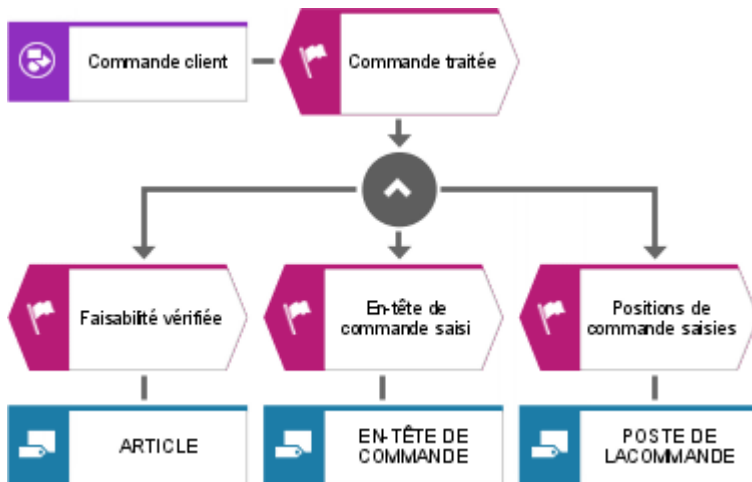 Commande client
Commande traitée
Faisabilité vérifiée
En-tête de
commande saisi
Positions de
commande saisies
ARTICLE
EN-TÊTE DE
COMMANDE
POSTE DE
LACOMMANDE